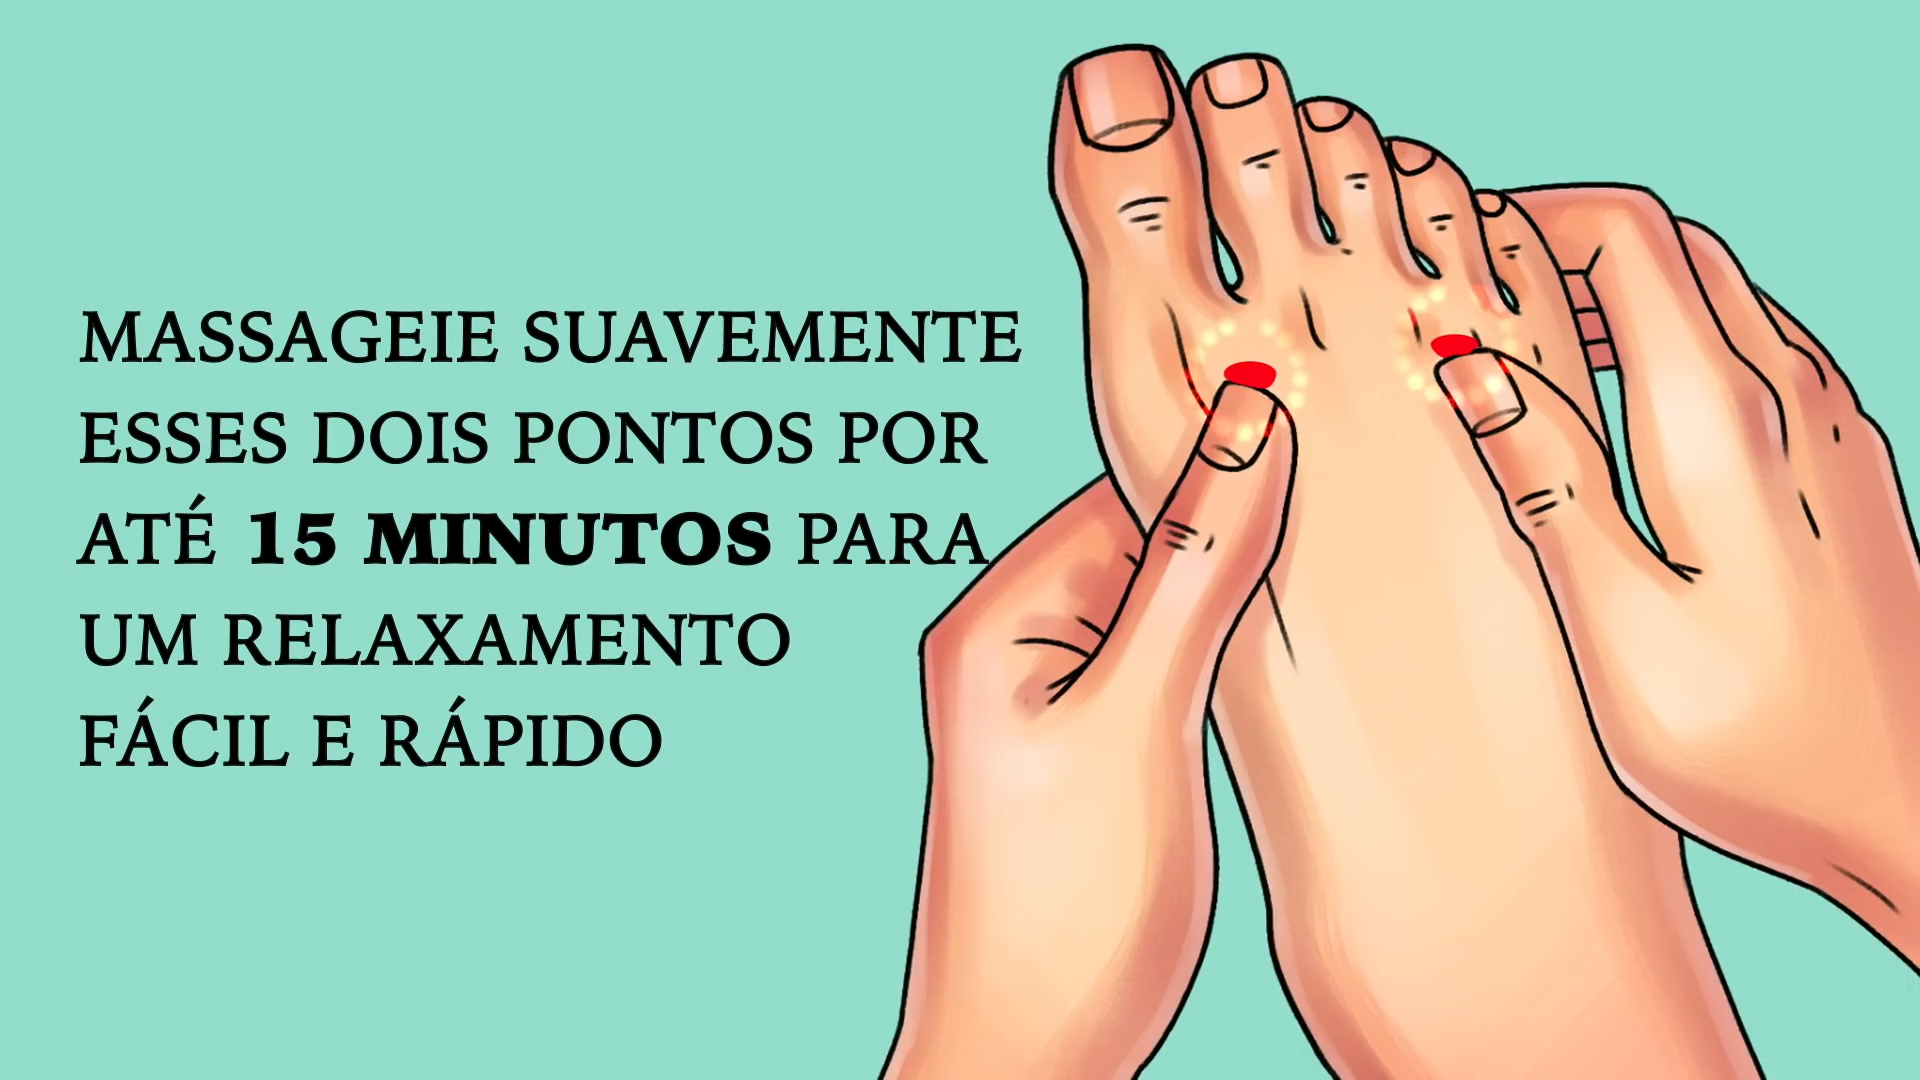 MASSAGEIE SUAVEMENTE
ESSES DOIS PONTOS POR
ATÉ 15 MINUTOS PARA
UM RELAXAMENTO
FÁCIL E RÁPIDO